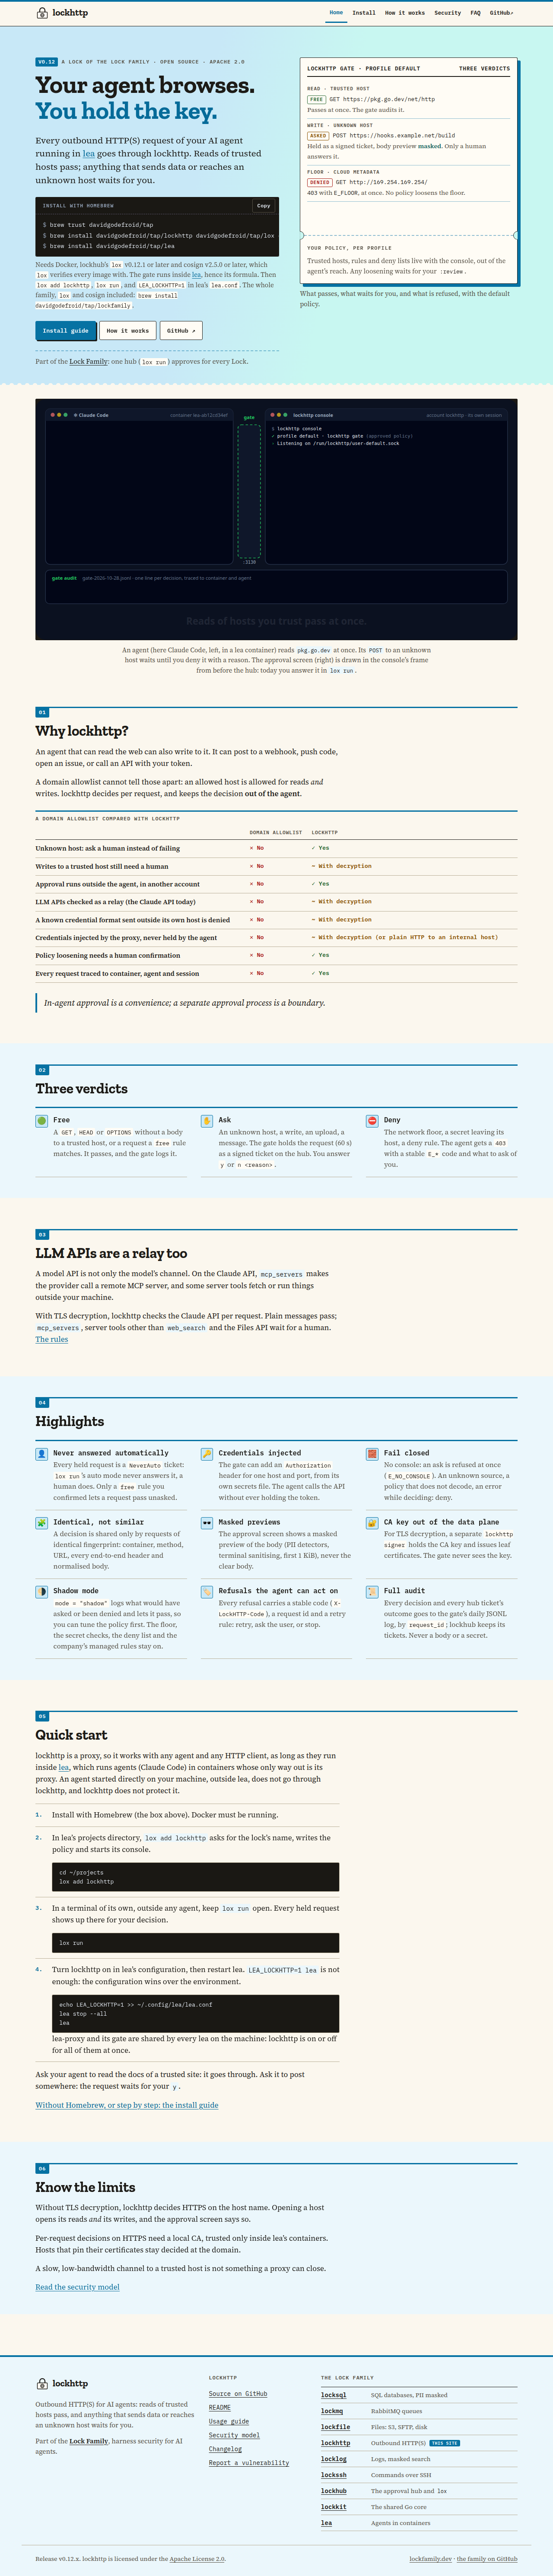 lockhttp
Home Install How it works Security FAQ GitHub↗
V0.12 A LOCK OF THE LOCK FAMILY · OPEN SOURCE · APACHE 2.0
Your agent browses.
You hold the key.
Every outbound HTTP(S) request of your AI agent
running in lea goes through lockhttp. Reads of trusted
hosts pass; anything that sends data or reaches an
unknown host waits for you.
INSTALL WITH HOMEBREW Copy
$ brew trust davidgodefroid/tap
$ brew install davidgodefroid/tap/lockhttp davidgodefroid/tap/lox
$ brew install davidgodefroid/tap/lea
Needs Docker, lockhub's lox v0.12.1 or later and cosign v2.5.0 or later, which
lox verifies every image with. The gate runs inside lea, hence its formula. Then
lox add lockhttp, lox run, and LEA_LOCKHTTP=1 in lea's lea.conf. The whole
family, lox and cosign included: brew install
davidgodefroid/tap/lockfamily.
Install guide How it works GitHub ↗
Part of the Lock Family: one hub (lox run) approves for every Lock.
LOCKHTTP GATE · PROFILE DEFAULT THREE VERDICTS
READ · TRUSTED HOST
FREE GET https://pkg.go.dev/net/http
Passes at once. The gate audits it.
WRITE · UNKNOWN HOST
ASKED POST https://hooks.example.net/build
Held as a signed ticket, body preview masked. Only a human
answers it.
FLOOR · CLOUD METADATA
DENIED GET http://169.254.169.254/
403 with E_FLOOR, at once. No policy loosens the floor.
YOUR POLICY, PER PROFILE
Trusted hosts, rules and deny lists live with the console, out of the
agent's reach. Any loosening waits for your :review.
What passes, what waits for you, and what is refused, with the default
policy.
Claude Code container lea-ab12cd34ef
gate
:3130
lockhttp console account lockhttp · its own session
$ lockhttp console
✓ profile default · lockhttp gate (approved policy)
Listening on /run/lockhttp/user-default.sock
gate audit gate-2026-10-28.jsonl · one line per decision, traced to container and agent
Reads of hosts you trust pass at once.
An agent (here Claude Code, left, in a lea container) reads pkg.go.dev at once. Its POST to an unknown
host waits until you deny it with a reason. The approval screen (right) is drawn in the console's frame
from before the hub: today you answer it in lox run.
01
Why lockhttp?
An agent that can read the web can also write to it. It can post to a webhook, push code,
open an issue, or call an API with your token.
A domain allowlist cannot tell those apart: an allowed host is allowed for reads and
writes. lockhttp decides per request, and keeps the decision out of the agent.
A DOMAIN ALLOWLIST COMPARED WITH LOCKHTTP
DOMAIN ALLOWLIST LOCKHTTP
Unknown host: ask a human instead of failing × No ✓ Yes
Writes to a trusted host still need a human × No ~ With decryption
Approval runs outside the agent, in another account × No ✓ Yes
LLM APIs checked as a relay (the Claude API today) × No ~ With decryption
A known credential format sent outside its own host is denied × No ~ With decryption
Credentials injected by the proxy, never held by the agent × No ~ With decryption (or plain HTTP to an internal host)
Policy loosening needs a human confirmation × No ✓ Yes
Every request traced to container, agent and session × No ✓ Yes
In-agent approval is a convenience; a separate approval process is a boundary.
02
Three verdicts
Free
A GET, HEAD or OPTIONS without a body
to a trusted host, or a request a free rule
matches. It passes, and the gate logs it.
Ask
An unknown host, a write, an upload, a
message. The gate holds the request (60 s)
as a signed ticket on the hub. You answer
y or n <reason>.
Deny
The network floor, a secret leaving its
host, a deny rule. The agent gets a 403
with a stable E_* code and what to ask of
you.
03
LLM APIs are a relay too
A model API is not only the model's channel. On the Claude API, mcp_servers makes
the provider call a remote MCP server, and some server tools fetch or run things
outside your machine.
With TLS decryption, lockhttp checks the Claude API per request. Plain messages pass;
mcp_servers, server tools other than web_search and the Files API wait for a human.
The rules
04
Highlights
Never answered automatically
Every held request is a NeverAuto ticket:
lox run's auto mode never answers it, a
human does. Only a free rule you
confirmed lets a request pass unasked.
Credentials injected
The gate can add an Authorization
header for one host and port, from its
own secrets file. The agent calls the API
without ever holding the token.
Fail closed
No console: an ask is refused at once
(E_NO_CONSOLE). An unknown source, a
policy that does not decode, an error
while deciding: deny.
Identical, not similar
A decision is shared only by requests of
identical fingerprint: container, method,
URL, every end-to-end header and
normalised body.
Masked previews
The approval screen shows a masked
preview of the body (PII detectors,
terminal sanitising, first 1 KiB), never the
clear body.
CA key out of the data plane
For TLS decryption, a separate lockhttp
signer holds the CA key and issues leaf
certificates. The gate never sees the key.
Shadow mode
mode = "shadow" logs what would have
asked or been denied and lets it pass, so
you can tune the policy first. The floor,
the secret checks, the deny list and the
company's managed rules stay on.
Refusals the agent can act on
Every refusal carries a stable code (X-
LockHTTP-Code), a request id and a retry
rule: retry, ask the user, or stop.
Full audit
Every decision and every hub ticket's
outcome goes to the gate's daily JSONL
log, by request_id; lockhub keeps its
tickets. Never a body or a secret.
05
Quick start
lockhttp is a proxy, so it works with any agent and any HTTP client, as long as they run
inside lea, which runs agents (Claude Code) in containers whose only way out is its
proxy. An agent started directly on your machine, outside lea, does not go through
lockhttp, and lockhttp does not protect it.
1. Install with Homebrew (the box above). Docker must be running.
2. In lea's projects directory, lox add lockhttp asks for the lock's name, writes the
policy and starts its console.
cd ~/projects
lox add lockhttp
3. In a terminal of its own, outside any agent, keep lox run open. Every held request
shows up there for your decision.
lox run
4. Turn lockhttp on in lea's configuration, then restart lea. LEA_LOCKHTTP=1 lea is not
enough: the configuration wins over the environment.
echo LEA_LOCKHTTP=1 >> ~/.config/lea/lea.conf
lea stop --all
lea
lea-proxy and its gate are shared by every lea on the machine: lockhttp is on or off
for all of them at once.
Ask your agent to read the docs of a trusted site: it goes through. Ask it to post
somewhere: the request waits for your y.
Without Homebrew, or step by step: the install guide
06
Know the limits
Without TLS decryption, lockhttp decides HTTPS on the host name. Opening a host
opens its reads and its writes, and the approval screen says so.
Per-request decisions on HTTPS need a local CA, trusted only inside lea's containers.
Hosts that pin their certificates stay decided at the domain.
A slow, low-bandwidth channel to a trusted host is not something a proxy can close.
Read the security model
lockhttp
Outbound HTTP(S) for AI agents: reads of trusted
hosts pass, and anything that sends data or reaches
an unknown host waits for you.
Part of the Lock Family, harness security for AI
agents.
LOCKHTTP
Source on GitHub
README
Usage guide
Security model
Changelog
Report a vulnerability
THE LOCK FAMILY
locksql SQL databases, PII masked
lockmq RabbitMQ queues
lockfile Files: S3, SFTP, disk
lockhttp Outbound HTTP(S) THIS SITE
locklog Logs, masked search
lockssh Commands over SSH
lockhub The approval hub and lox
lockkit The shared Go core
lea Agents in containers
Release v0.12.x. lockhttp is licensed under the Apache License 2.0.
lockfamily.dev · the family on GitHub